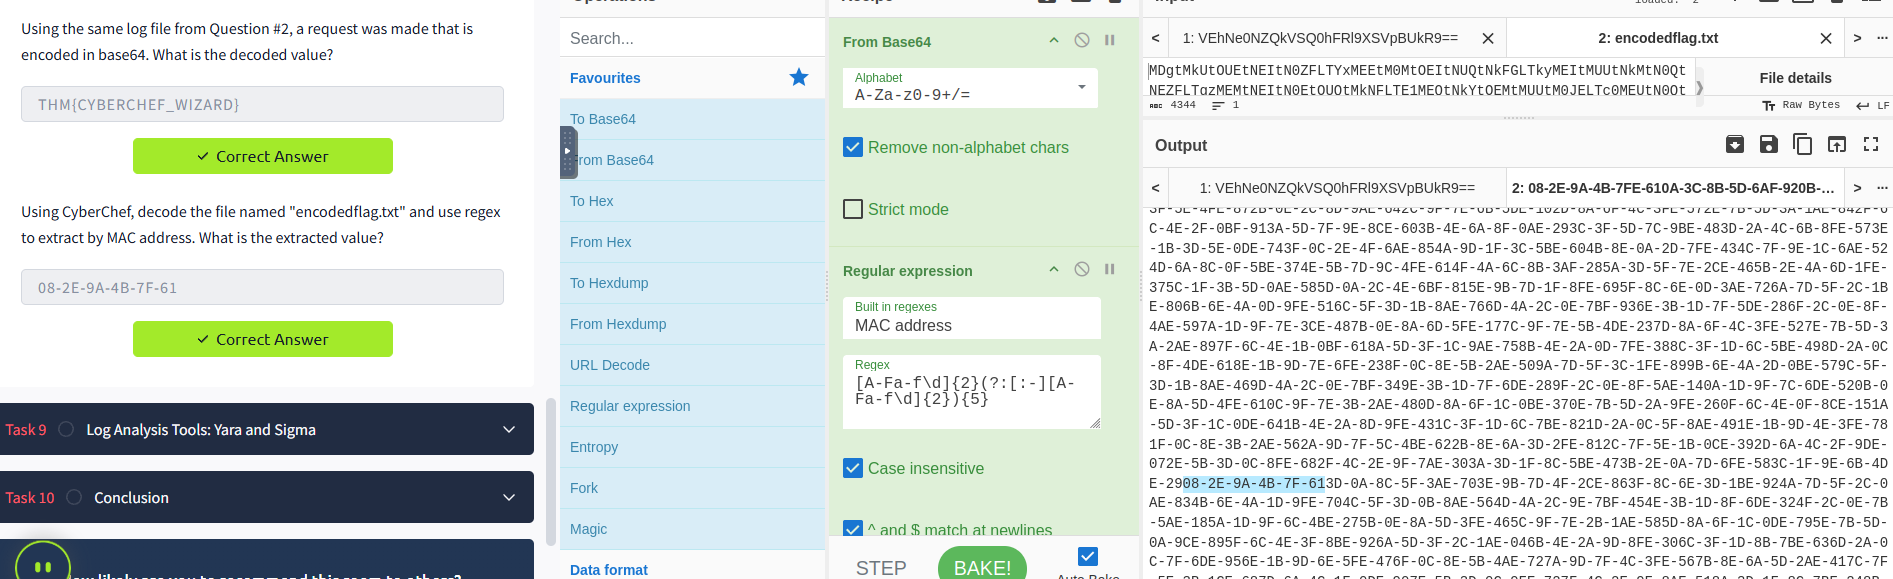 Using the same log file from Question #2, a request was made that is
encoded in base64. What is the decoded value?
THM{CYBERCHEF_WIZARD}
Correct Answer
Using CyberChef, decode the file named "encodedflag.txt" and use regex
to extract by MAC address. What is the extracted value?
08-2E-9A-4B-7F-61
Correct Answer
Task 9 Log Analysis Tools: Yara and Sigma
Task 10 Conclusion
Search...
Favourites
To Base64
From Base64
To Hex
From Hex
To Hexdump
From Hexdump
URL Decode
Regular expression
Entropy
Fork
Magic
Data format
From Base64
Alphabet
A-Za-z0-9+/=
Remove non-alphabet chars
Strict mode
Regular expression
Built in regexes
MAC address
Regex
[A-Fa-f\d]{2}(?:[:-][A-
Fa-f\d]{2}){5}
Case insensitive
^ and $ match at newlines
STEP BAKE!
Auto Bake
< 1: VEhNe0NZQkVSQ0hFRl9XSVpBUkR9== 2: encodedflag.txt > ...
MDgtMkUtOUEtNEItN0ZFLTYxMEEtM0MtOEItNUQtNkFGLTkyMEItMUUtNkMtN0Qt
File details
4344 1 Raw Bytes LF
Output
< 1: VEhNe0NZQkVSQ0hFRl9XSVpBUkR9== 2: 08-2E-9A-4B-7FE-610A-3C-8B-5D-6AF-920B-... > ...
C-4E-2F-0BF-913A-5D-7F-9E-8CE-603B-4E-6A-8F-0AE-293C-3F-5D-7C-9BE-483D-2A-4C-6B-8FE-573E
-1B-3D-5E-0DE-743F-0C-2E-4F-6AE-854A-9D-1F-3C-5BE-604B-8E-0A-2D-7FE-434C-7F-9E-1C-6AE-52
4D-6A-8C-0F-5BE-374E-5B-7D-9C-4FE-614F-4A-6C-8B-3AF-285A-3D-5F-7E-2CE-465B-2E-4A-6D-1FE-
375C-1F-3B-5D-0AE-585D-0A-2C-4E-6BF-815E-9B-7D-1F-8FE-695F-8C-6E-0D-3AE-726A-7D-5F-2C-1B
E-806B-6E-4A-0D-9FE-516C-5F-3D-1B-8AE-766D-4A-2C-0E-7BF-936E-3B-1D-7F-5DE-286F-2C-0E-8F-
4AE-597A-1D-9F-7E-3CE-487B-0E-8A-6D-5FE-177C-9F-7E-5B-4DE-237D-8A-6F-4C-3FE-527E-7B-5D-3
A-2AE-897F-6C-4E-1B-0BF-618A-5D-3F-1C-9AE-758B-4E-2A-0D-7FE-388C-3F-1D-6C-5BE-498D-2A-0C
-8F-4DE-618E-1B-9D-7E-6FE-238F-0C-8E-5B-2AE-509A-7D-5F-3C-1FE-899B-6E-4A-2D-0BE-579C-5F-
3D-1B-8AE-469D-4A-2C-0E-7BF-349E-3B-1D-7F-6DE-289F-2C-0E-8F-5AE-140A-1D-9F-7C-6DE-520B-0
E-8A-5D-4FE-610C-9F-7E-3B-2AE-480D-8A-6F-1C-0BE-370E-7B-5D-2A-9FE-260F-6C-4E-0F-8CE-151A
-5D-3F-1C-0DE-641B-4E-2A-8D-9FE-431C-3F-1D-6C-7BE-821D-2A-0C-5F-8AE-491E-1B-9D-4E-3FE-78
1F-0C-8E-3B-2AE-562A-9D-7F-5C-4BE-622B-8E-6A-3D-2FE-812C-7F-5E-1B-0CE-392D-6A-4C-2F-9DE-
072E-5B-3D-0C-8FE-682F-4C-2E-9F-7AE-303A-3D-1F-8C-5BE-473B-2E-0A-7D-6FE-583C-1F-9E-6B-4D
E-2908-2E-9A-4B-7F-613D-0A-8C-5F-3AE-703E-9B-7D-4F-2CE-863F-8C-6E-3D-1BE-924A-7D-5F-2C-0
AE-834B-6E-4A-1D-9FE-704C-5F-3D-0B-8AE-564D-4A-2C-9E-7BF-454E-3B-1D-8F-6DE-324F-2C-0E-7B
-5AE-185A-1D-9F-6C-4BE-275B-0E-8A-5D-3FE-465C-9F-7E-2B-1AE-585D-8A-6F-1C-0DE-795E-7B-5D-
0A-9CE-895F-6C-4E-3F-8BE-926A-5D-3F-2C-1AE-046B-4E-2A-9D-8FE-306C-3F-1D-8B-7BE-636D-2A-0
C-7F-6DE-956E-1B-9D-6E-5FE-476F-0C-8E-5B-4AE-727A-9D-7F-4C-3FE-567B-8E-6A-5D-2AE-417C-7F